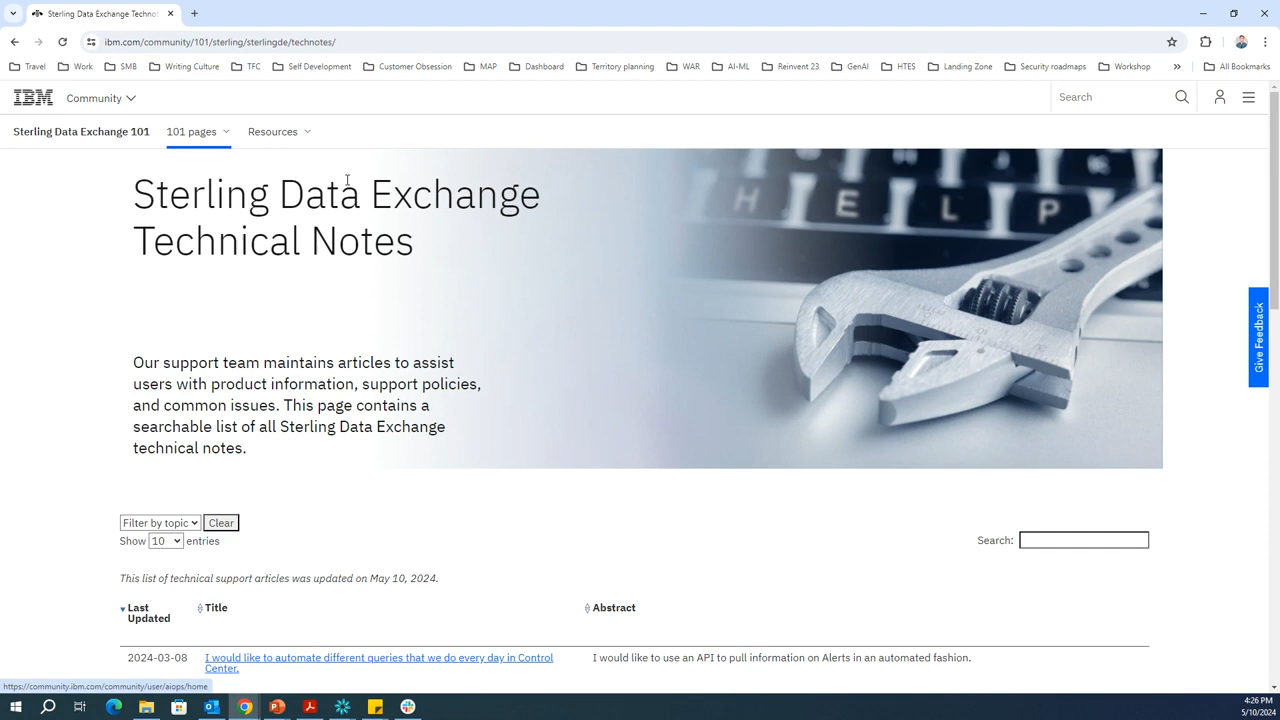 Sterling Data Exchange Techno
ibm.com/community/101/sterling/sterlingde/technotes/
Travel Work SMB Writing Culture TFC Self Development Customer Obsession MAP Dashboard Territory planning WAR AI-ML Reinvent 23 GenAI HTES Landing Zone Security roadmaps Workshop » All Bookmarks
IBM Community Search
Sterling Data Exchange 101 101 pages Resources
Sterling Data Exchange
Technical Notes
H E L P
Our support team maintains articles to assist
users with product information, support policies,
and common issues. This page contains a
searchable list of all Sterling Data Exchange
technical notes.
Give Feedback
Filter by topic Clear
Show 10 entries Search:
This list of technical support articles was updated on May 10, 2024.
Last Updated Title Abstract
2024-03-08 I would like to automate different queries that we do every day in Control I would like to use an API to pull information on Alerts in an automated fashion.
Center.
https://community.ibm.com/community/user/aiops/home
4:26 PM
5/10/2024